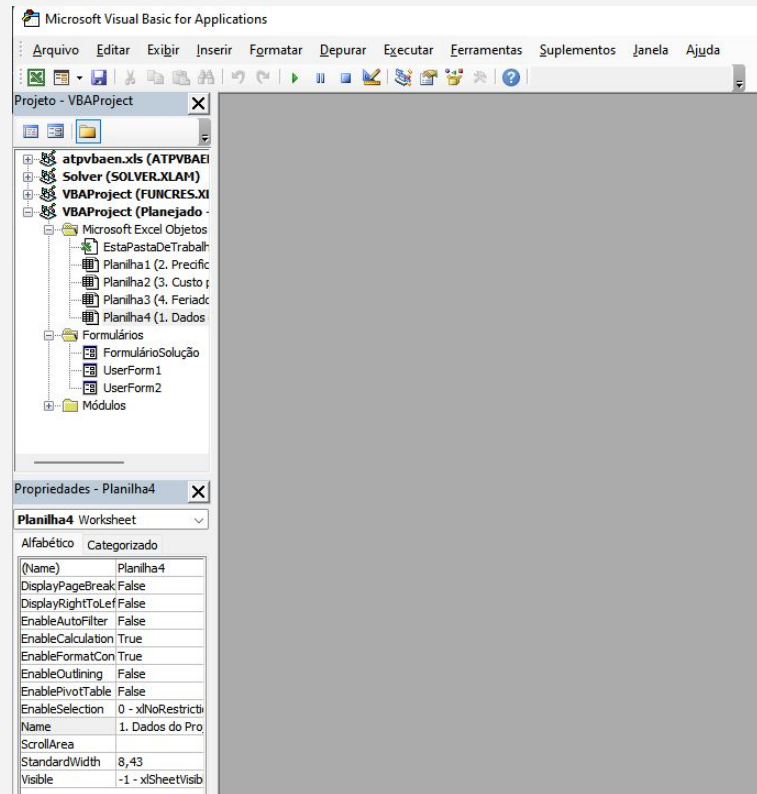 Microsoft Visual Basic for Applications
Arquivo Editar Exibir Inserir Formatar Depurar Executar Ferramentas Suplementos Janela Ajuda
Projeto - VBAProject
atpvbaen.xls (ATPVBAE
Solver (SOLVER.XLAM)
VBAProject (FUNCRES.XL
VBAProject (Planejado -
Microsoft Excel Objetos
EstaPastaDeTrabalh
Planilha1 (2. Precific
Planilha2 (3. Custo p
Planilha3 (4. Feriado
Planilha4 (1. Dados
Formulários
FormulárioSolução
UserForm1
UserForm2
Módulos
Propriedades - Planilha4
Planilha4 Worksheet
Alfabético Categorizado
(Name) Planilha4
DisplayPageBreak False
DisplayRightToLef False
EnableAutoFilter False
EnableCalculation True
EnableFormatCon True
EnableOutlining False
EnablePivotTable False
EnableSelection 0 - xlNoRestricti
Name 1. Dados do Pro
ScrollArea
StandardWidth 8,43
Visible -1 - xlSheetVisib